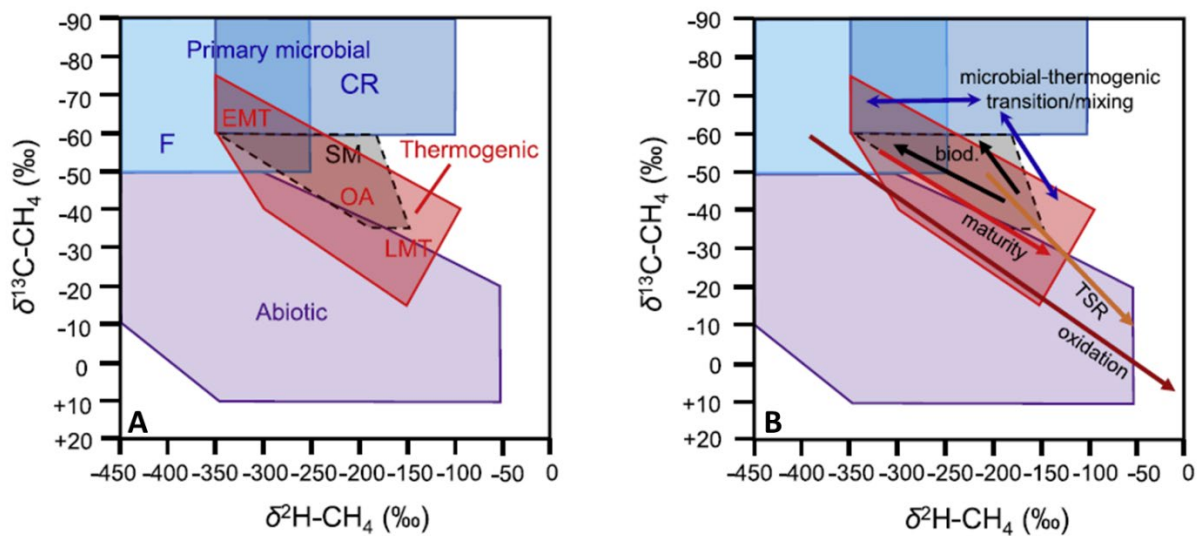 -90
-80
-70
-60
-50
-40
-30
-20
-10
0
+10
+20
δ¹³C–CH₄ (‰)
Primary microbial
CR
EMT
F
SM
Thermogenic
OA
LMT
Abiotic
A
-450 -400 -350 -300 -250 -200 -150 -100 -50 0
δ²H-CH₄ (‰)
-90
-80
-70
-60
-50
-40
-30
-20
-10
0
+10
+20
δ¹³C–CH₄ (‰)
microbial-thermogenic
transition/mixing
biod.
maturity
TSR
oxidation
B
-450 -400 -350 -300 -250 -200 -150 -100 -50 0
δ²H-CH₄ (‰)